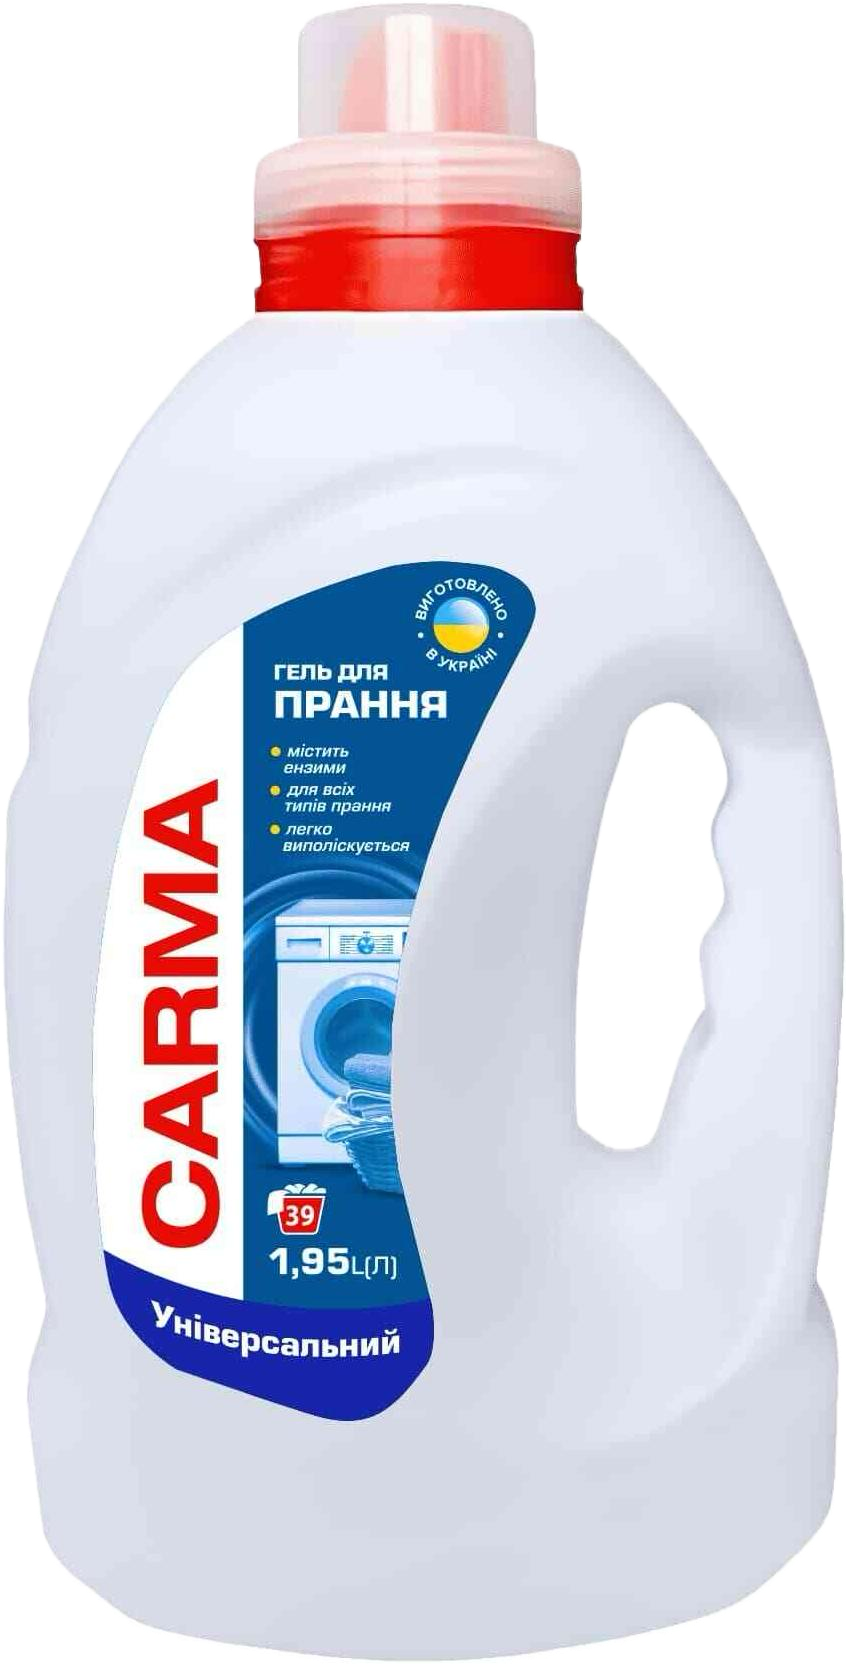 ВИГОТОВЛЕНО
В УКРАЇНІ
ГЕЛЬ ДЛЯ
ПРАННЯ
містить
ензими
для всіх
типів прання
легко
виполіскується
CARMA
39
1,95L(Л)
Універсальний